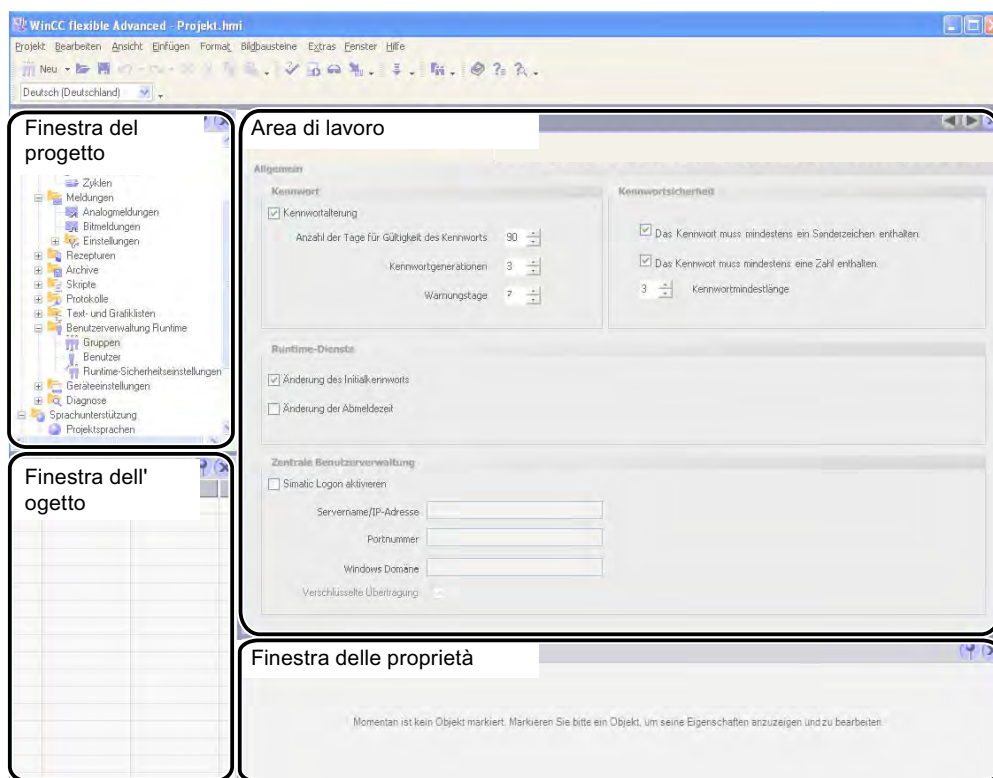 WinCC flexible Advanced - Projekt.hmi
Projekt Bearbeiten Ansicht Einfügen Format Bildbausteine Extras Fenster Hilfe
Neu
Deutsch (Deutschland)
Finestra del
progetto
Zyklen
Meldungen
Analogmeldungen
Bitmeldungen
Einstellungen
Rezepturen
Archive
Skripte
Protokolle
Text- und Grafiklisten
Benutzerverwaltung Runtime
Gruppen
Benutzer
Runtime-Sicherheitseinstellungen
Geräteeinstellungen
Diagnose
Sprachunterstützung
Projektsprachen
Finestra dell'
ogetto
Area di lavoro
Allgemein
Kennwort
Kennwortalterung
Anzahl der Tage für Gültigkeit des Kennworts 90
Kennwortgenerationen 3
Warnungstage 7
Kennwortsicherheit
Das Kennwort muss mindestens ein Sonderzeichen enthalten.
Das Kennwort muss mindestens eine Zahl enthalten.
3 Kennwortmindestlänge
Runtime-Dienste
Änderung des Initialkennworts
Änderung der Abmeldezeit
Zentrale Benutzerverwaltung
Simatic Logon aktivieren
Servername/IP-Adresse
Portnummer
Windows Domäne
Verschlüsselte Übertragung
Finestra delle proprietà
Momentan ist kein Objekt markiert. Markieren Sie bitte ein Objekt, um seine Eigenschaften anzuzeigen und zu bearbeiten.